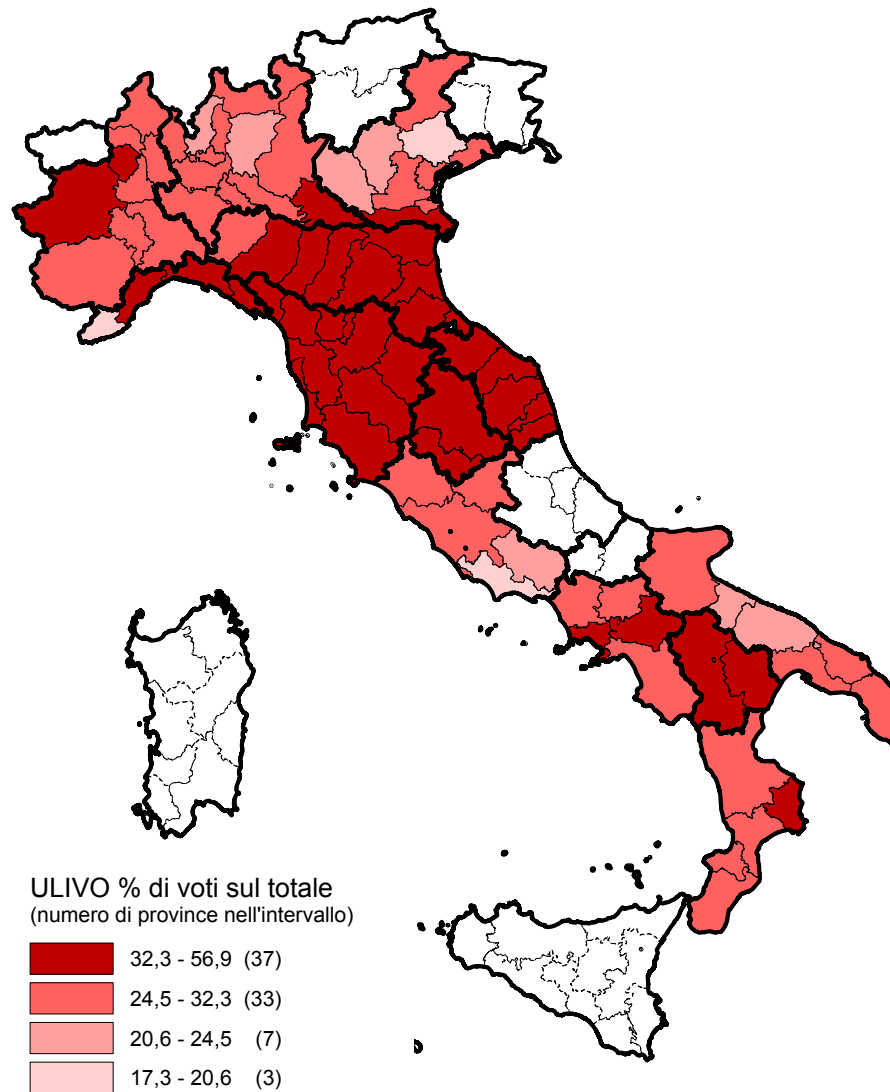 ULIVO % di voti sul totale
(numero di province nell'intervallo)
32,3 - 56,9 (37)
24,5 - 32,3 (33)
20,6 - 24,5 (7)
17,3 - 20,6 (3)